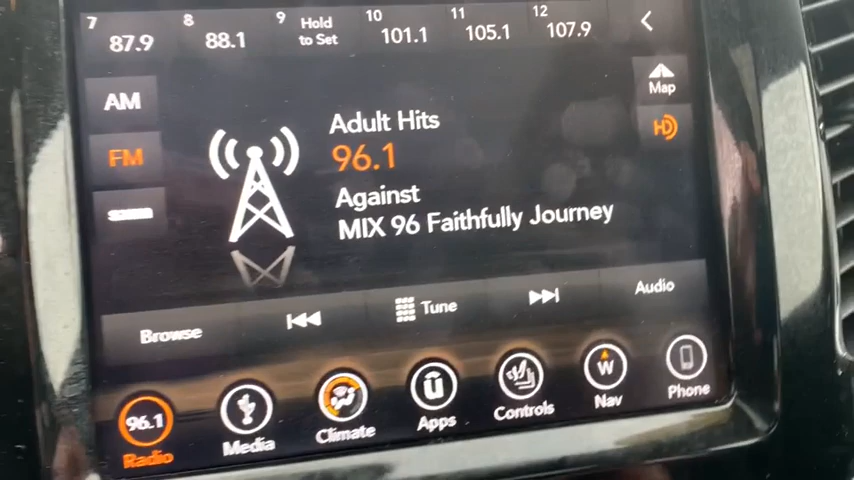 7 8 9 10 11 12
87.9 88.1 Hold to Set 101.1 105.1 107.9
AM
Map
FM
HD
Adult Hits
96.1
Against
MIX 96 Faithfully Journey
Browse
Tune
Audio
96.1
Radio
Media
Climate
Apps
Controls
W
Nav
Phone